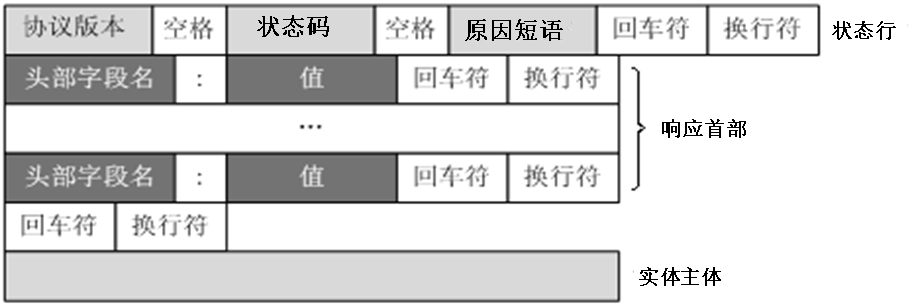 协议版本 空格 状态码 空格 原因短语 回车符 换行符 状态行
头部字段名 : 值 回车符 换行符
... 响应首部
头部字段名 : 值 回车符 换行符
回车符 换行符
实体主体